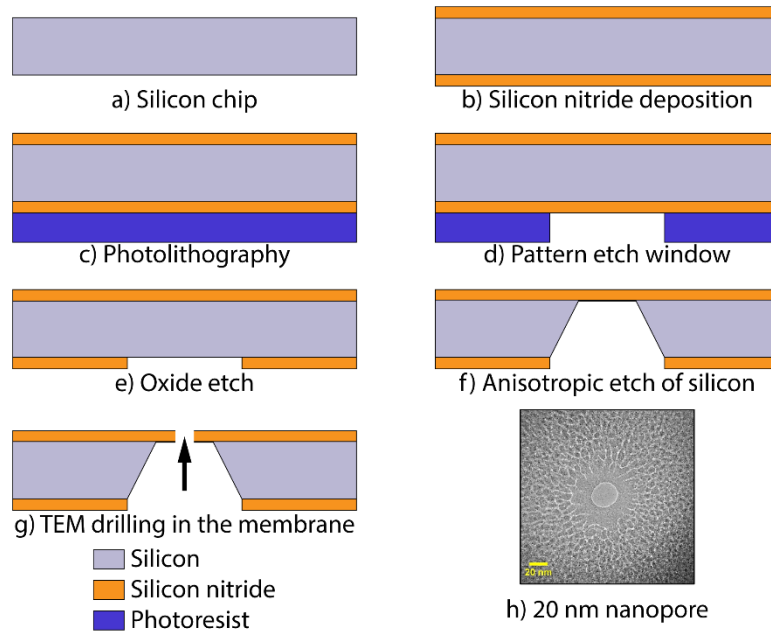 a) Silicon chip
b) Silicon nitride deposition
c) Photolithography
d) Pattern etch window
e) Oxide etch
f) Anisotropic etch of silicon
g) TEM drilling in the membrane
Silicon
Silicon nitride
Photoresist
20 nm
h) 20 nm nanopore